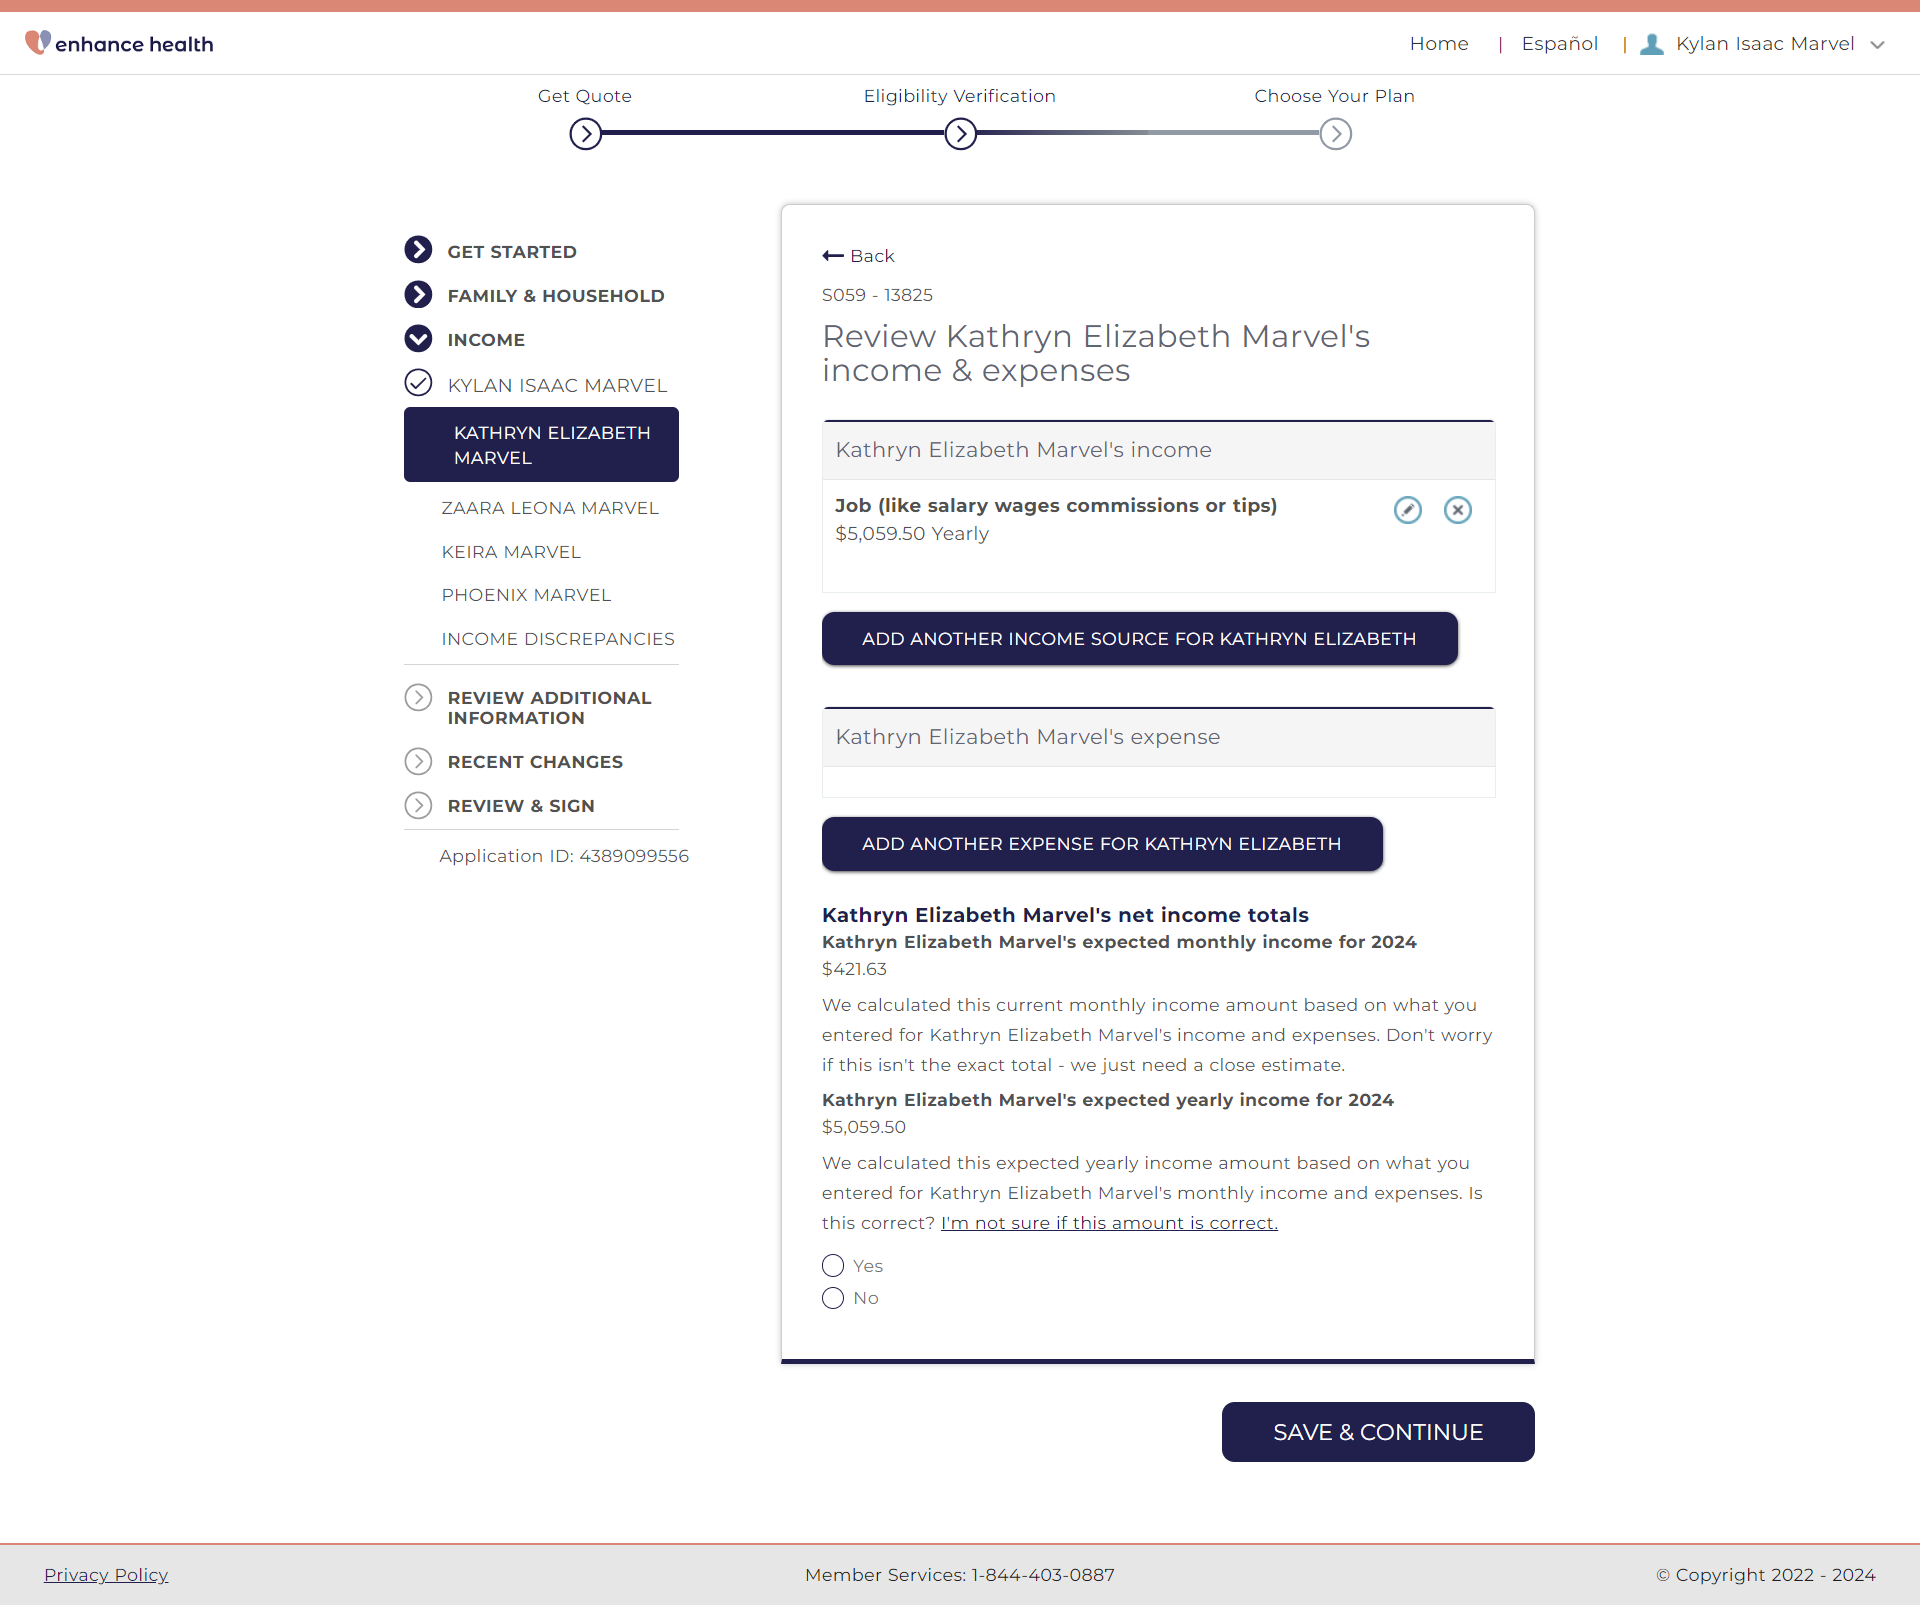 enhance health
Home | Español | Kylan Isaac Marvel
Get Quote
Eligibility Verification
Choose Your Plan
GET STARTED
FAMILY & HOUSEHOLD
INCOME
KYLAN ISAAC MARVEL
KATHRYN ELIZABETH
MARVEL
ZAARA LEONA MARVEL
KEIRA MARVEL
PHOENIX MARVEL
INCOME DISCREPANCIES
REVIEW ADDITIONAL
INFORMATION
RECENT CHANGES
REVIEW & SIGN
Application ID: 4389099556
Back
S059 - 13825
Review Kathryn Elizabeth Marvel's
income & expenses
Kathryn Elizabeth Marvel's income
Job (like salary wages commissions or tips)
$5,059.50 Yearly
ADD ANOTHER INCOME SOURCE FOR KATHRYN ELIZABETH
Kathryn Elizabeth Marvel's expense
ADD ANOTHER EXPENSE FOR KATHRYN ELIZABETH
Kathryn Elizabeth Marvel's net income totals
Kathryn Elizabeth Marvel's expected monthly income for 2024
$421.63
We calculated this current monthly income amount based on what you
entered for Kathryn Elizabeth Marvel's income and expenses. Don't worry
if this isn't the exact total - we just need a close estimate.
Kathryn Elizabeth Marvel's expected yearly income for 2024
$5,059.50
We calculated this expected yearly income amount based on what you
entered for Kathryn Elizabeth Marvel's monthly income and expenses. Is
this correct? I'm not sure if this amount is correct.
Yes
No
SAVE & CONTINUE
Privacy Policy
Member Services: 1-844-403-0887
© Copyright 2022 - 2024